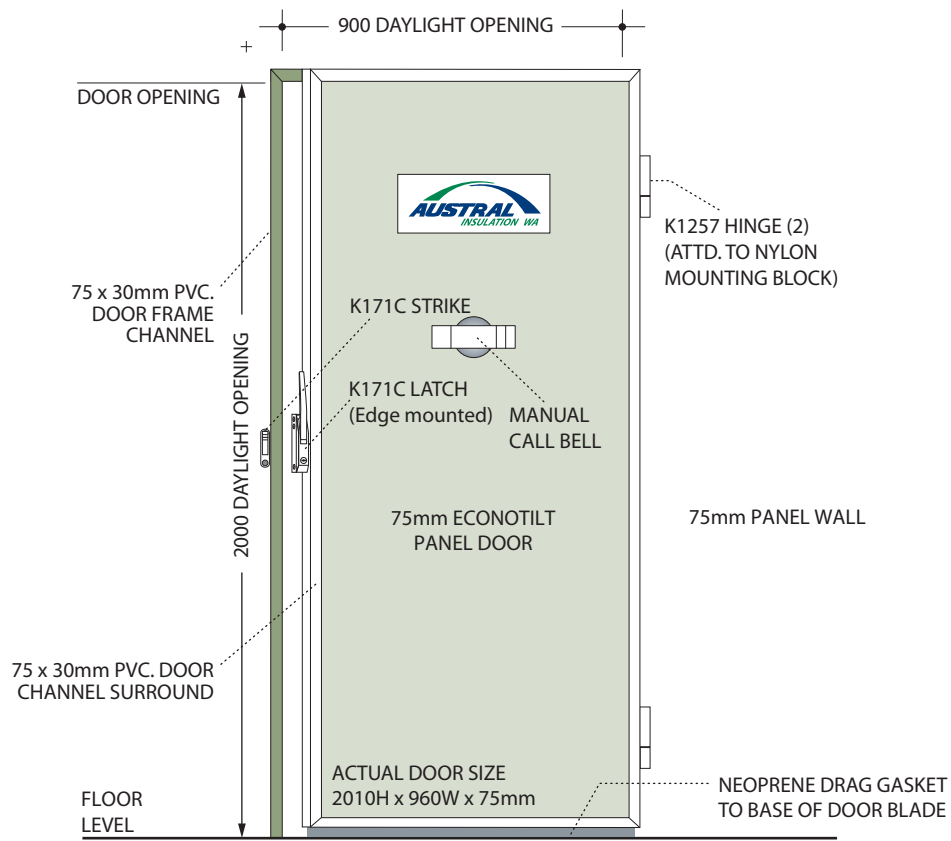 900 DAYLIGHT OPENING
DOOR OPENING
AUSTRAL
INSULATION WA
K1257 HINGE (2)
(ATTD. TO NYLON
MOUNTING BLOCK)
75 x 30mm PVC.
DOOR FRAME
CHANNEL
K171C STRIKE
K171C LATCH
(Edge mounted)
MANUAL
CALL BELL
2000 DAYLIGHT OPENING
75mm ECONOTILT
PANEL DOOR
75mm PANEL WALL
75 x 30mm PVC. DOOR
CHANNEL SURROUND
ACTUAL DOOR SIZE
2010H x 960W x 75mm
NEOPRENE DRAG GASKET
TO BASE OF DOOR BLADE
FLOOR
LEVEL